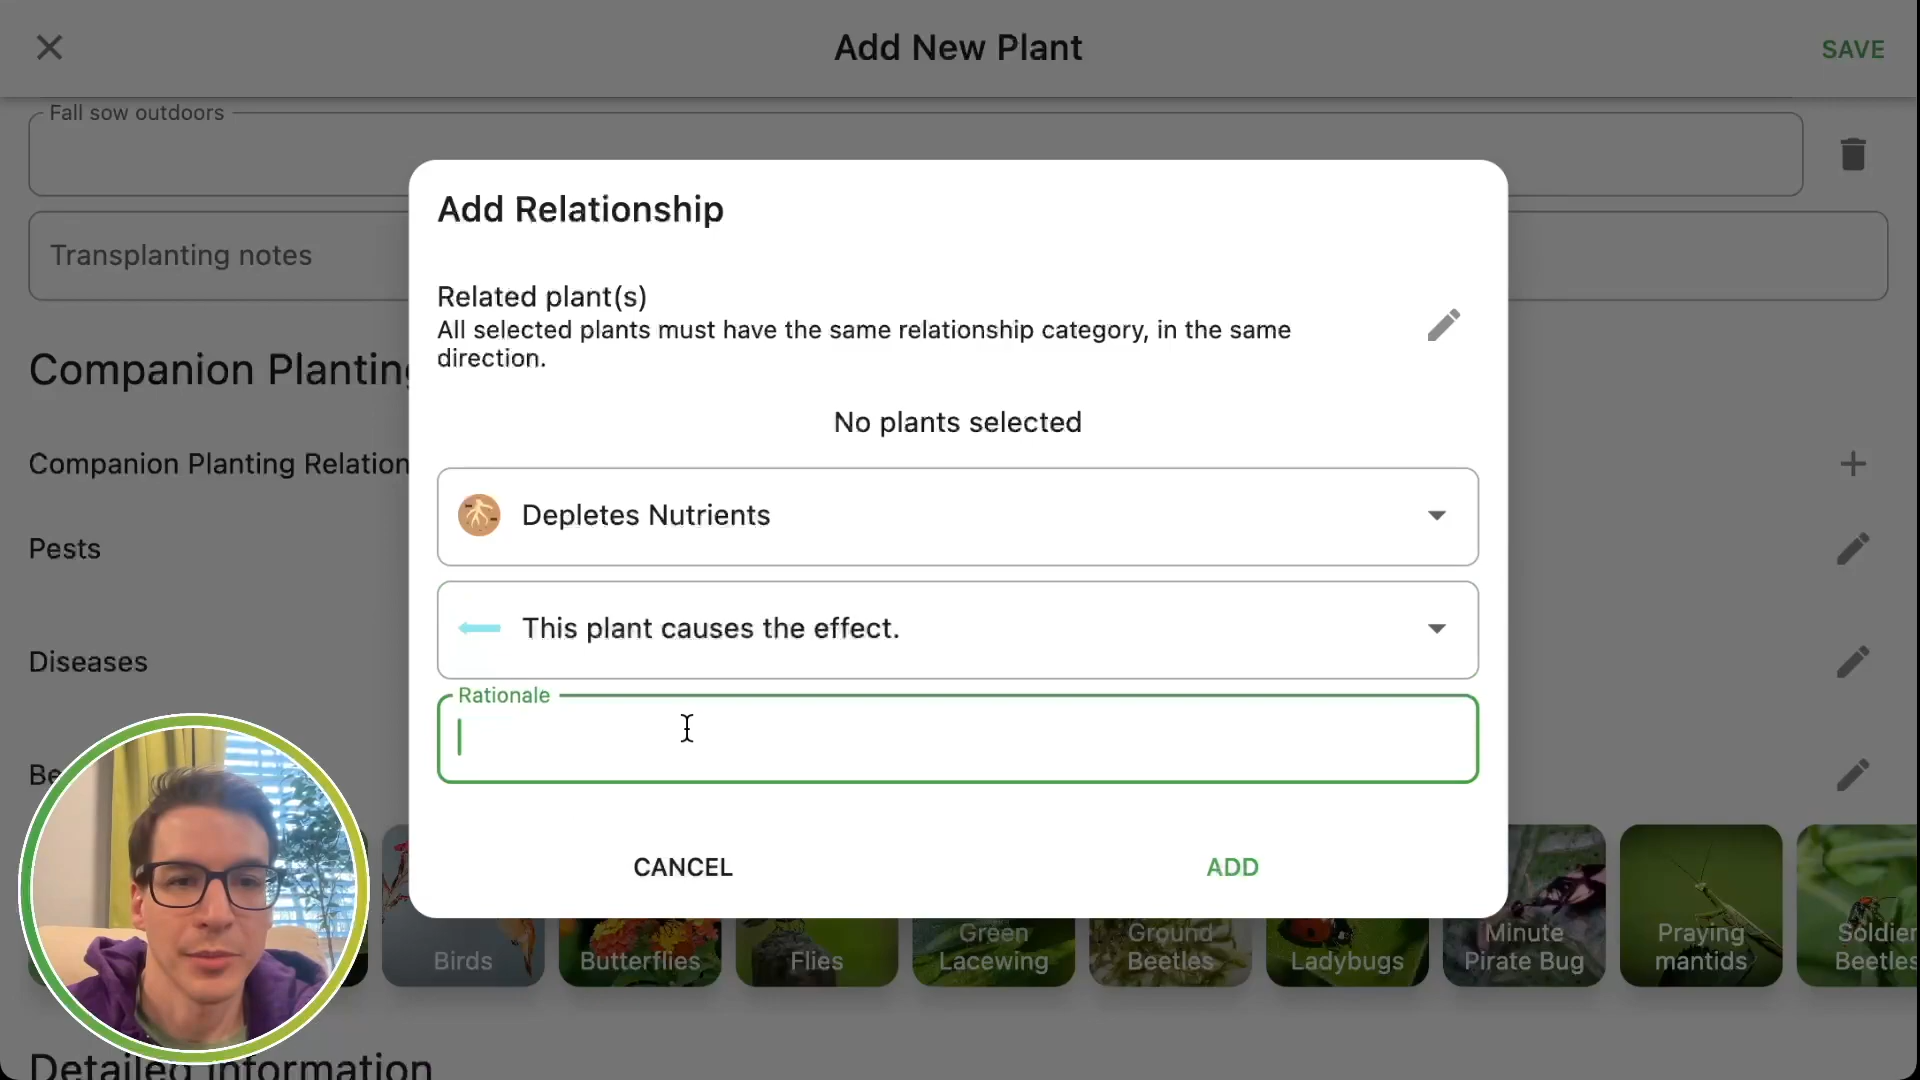 Add New Plant
SAVE
Fall sow outdoors
Transplanting notes
Add Relationship
Related plant(s)
All selected plants must have the same relationship category, in the same
direction.
No plants selected
Depletes Nutrients
This plant causes the effect.
Rationale
CANCEL
ADD
Companion Planting
Companion Planting Relation
Pests
Diseases
Be
Birds
Butterflies
Flies
Green
Lacewing
Ground
Beetles
Ladybugs
Minute
Pirate Bug
Praying
mantids
Soldier
Beetles
Detailed Information